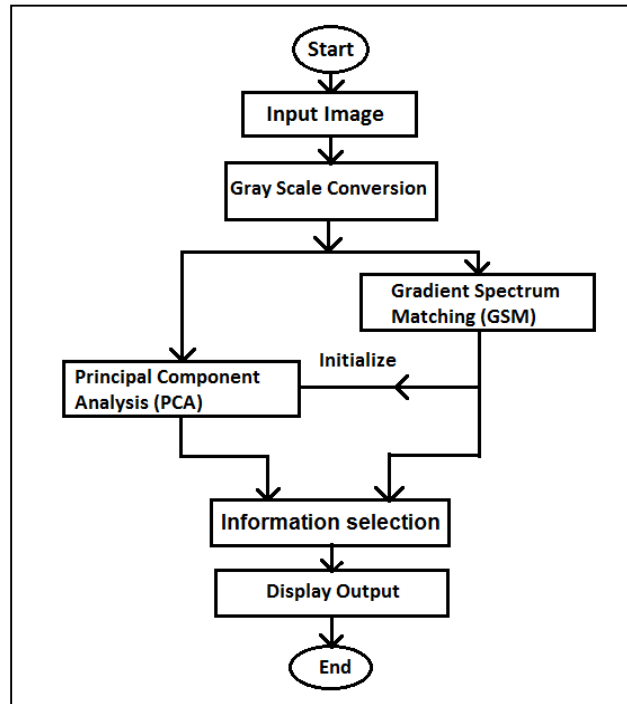 Start
Input Image
Gray Scale Conversion
Gradient Spectrum
Matching (GSM)
Initialize
Principal Component
Analysis (PCA)
Information selection
Display Output
End